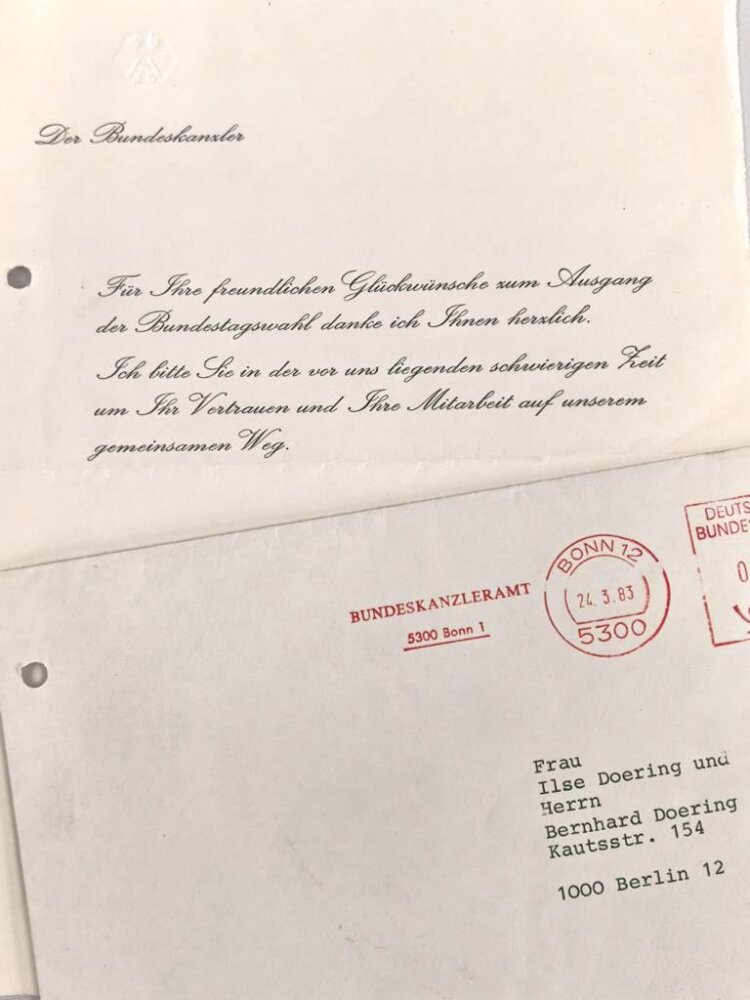 Der Bundeskanzler
Für Ihre freundlichen Glückwünsche zum Ausgang
der Bundestagswahl danke ich Ihnen herzlich.
Ich bitte Sie in der vor uns liegenden schwierigen Zeit
um Ihr Vertrauen und Ihre Mitarbeit auf unserem
gemeinsamen Weg.
BUNDESKANZLERAMT
5300 Bonn 1
BONN 12
24. 3. 83
5300
DEUTS
BUNDE
0
Frau
Ilse Doering und
Herrn
Bernhard Doering
Kautsstr. 154
1000 Berlin 12